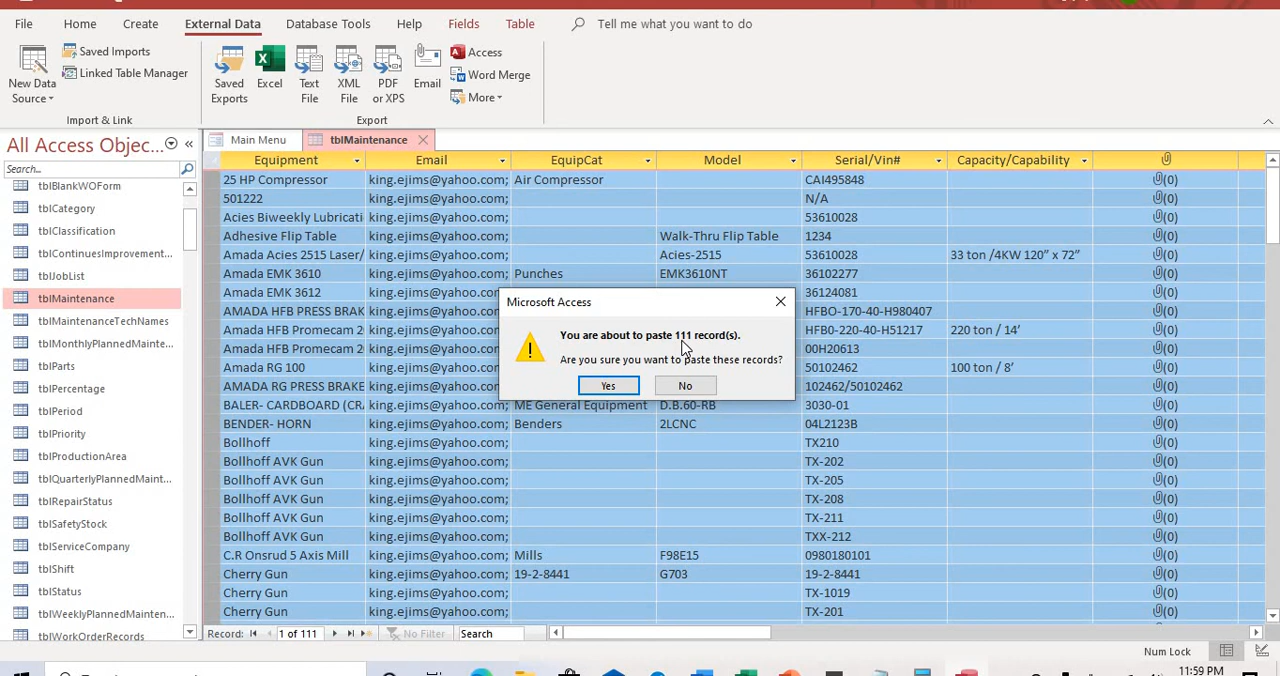 File Home Create External Data Database Tools Help Fields Table Tell me what you want to do
New Data Source
Saved Imports
Linked Table Manager
Import & Link
Saved Exports
Excel
Text File
XML File
PDF or XPS
Email
Access
Word Merge
More
Export
All Access Objec...
Search...
tblBlankWOForm
tblCategory
tblClassification
tblContinuesImprovement...
tblJobList
tblMaintenance
tblMaintenanceTechNames
tblMonthlyPlannedMainte...
tblParts
tblPercentage
tblPeriod
tblPriority
tblProductionArea
tblQuarterlyPlannedMaint...
tblRepairStatus
tblSafetyStock
tblServiceCompany
tblShift
tblStatus
tblWeeklyPlannedMainten...
tblWorkOrderRecords
Main Menu tblMaintenance
Equipment Email EquipCat Model Serial/Vin# Capacity/Capability
25 HP Compressor king.ejims@yahoo.com; Air Compressor CAI495848 (0)
501222 king.ejims@yahoo.com; N/A (0)
Acies Biweekly Lubricati king.ejims@yahoo.com; 53610028 (0)
Adhesive Flip Table king.ejims@yahoo.com; Walk-Thru Flip Table 1234 (0)
Amada Acies 2515 Laser/ king.ejims@yahoo.com; Acies-2515 53610028 33 ton /4KW 120” x 72” (0)
Amada EMK 3610 king.ejims@yahoo.com; Punches EMK3610NT 36102277 (0)
Amada EMK 3612 king.ejims@yahoo.com; 36124081 (0)
AMADA HFB PRESS BRAKE HFBO-170-40-H980407 (0)
Amada HFB Promecam 20 HFB0-220-40-H51217 220 ton / 14’ (0)
Amada HFB Promecam 20 00H20613 (0)
Amada RG 100 50102462 100 ton / 8’ (0)
AMADA RG PRESS BRAKE 102462/50102462 (0)
BALER- CARDBOARD (CRA king.ejims@yahoo.com; ME General Equipment D.B.60-RB 3030-01 (0)
BENDER- HORN king.ejims@yahoo.com; Benders 2LCNC 04L2123B (0)
Bollhoff king.ejims@yahoo.com; TX210 (0)
Bollhoff AVK Gun king.ejims@yahoo.com; TX-202 (0)
Bollhoff AVK Gun king.ejims@yahoo.com; TX-205 (0)
Bollhoff AVK Gun king.ejims@yahoo.com; TX-208 (0)
Bollhoff AVK Gun king.ejims@yahoo.com; TX-211 (0)
Bollhoff AVK Gun king.ejims@yahoo.com; TXX-212 (0)
C.R Onsrud 5 Axis Mill king.ejims@yahoo.com; Mills F98E15 0980180101 (0)
Cherry Gun king.ejims@yahoo.com; 19-2-8441 G703 19-2-8441 (0)
Cherry Gun king.ejims@yahoo.com; TX-1019 (0)
Cherry Gun king.ejims@yahoo.com; TX-201 (0)
Microsoft Access
You are about to paste 111 record(s).
Are you sure you want to paste these records?
Yes No
Record: 1 of 111 No Filter Search
Num Lock
11:59 PM